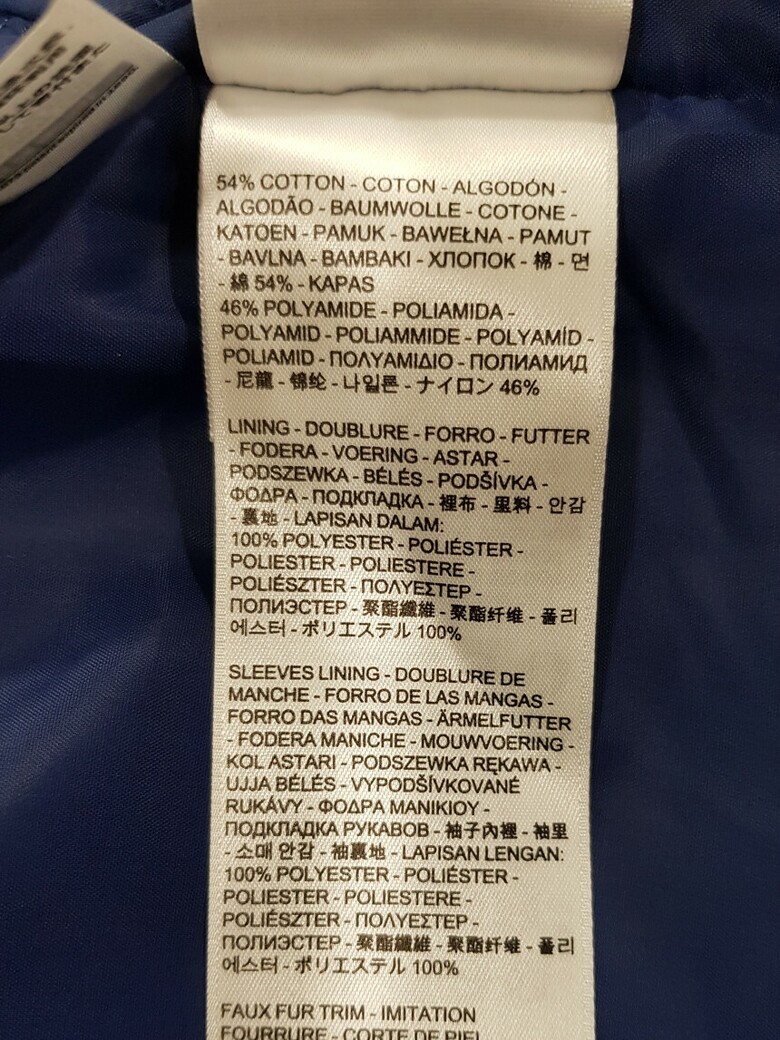 54% COTTON - COTON - ALGODÓN -
ALGODÃO - BAUMWOLLE - COTONE -
KATOEN - PAMUK - BAWEŁNA - PAMUT
- BAVLNA - BAMBAKI - ХЛОПОК - 棉 - 면
- 綿 54% - KAPAS
46% POLYAMIDE - POLIAMIDA -
POLYAMID - POLIAMMIDE - POLYAMÍD -
POLIAMID - ΠΟΛΥΑΜΙΔΙΟ - ПОЛИАМИД
- 尼龍 - 锦纶 - 나일론 - ナイロン 46%
LINING - DOUBLURE - FORRO - FUTTER
- FODERA - VOERING - ASTAR -
PODSZEWKA - BÉLÉS - PODŠÍVKA -
ΦΟΔΡΑ - ПОДКЛАДКА - 裡布 - 里料 - 안감
- 裏地 - LAPISAN DALAM:
100% POLYESTER - POLIÉSTER -
POLIESTER - POLIESTERE -
POLIÉSZTER - ΠΟΛΥΕΣΤΕΡ -
ПОЛИЭСТЕР - 聚酯纖維 - 聚酯纤维 - 폴리
에스터 - ポリエステル 100%
SLEEVES LINING - DOUBLURE DE
MANCHE - FORRO DE LAS MANGAS -
FORRO DAS MANGAS - ÄRMELFUTTER
- FODERA MANICHE - MOUWVOERING -
KOL ASTARI - PODSZEWKA RĘKAWA -
UJJA BÉLÉS - VYPODŠÍVKOVANÉ
RUKÁVY - ΦΟΔΡΑ ΜΑΝΙΚΙΟΥ -
ПОДКЛАДКА РУКАВОВ - 袖子內裡 - 袖里
- 소매 안감 - 袖裏地 - LAPISAN LENGAN:
100% POLYESTER - POLIÉSTER -
POLIESTER - POLIESTERE -
POLIÉSZTER - ΠΟΛΥΕΣΤΕΡ -
ПОЛИЭСТЕР - 聚酯纖維 - 聚酯纤维 - 폴리
에스터 - ポリエステル 100%
FAUX FUR TRIM - IMITATION
FOURRURE - CORTE DE PIEL